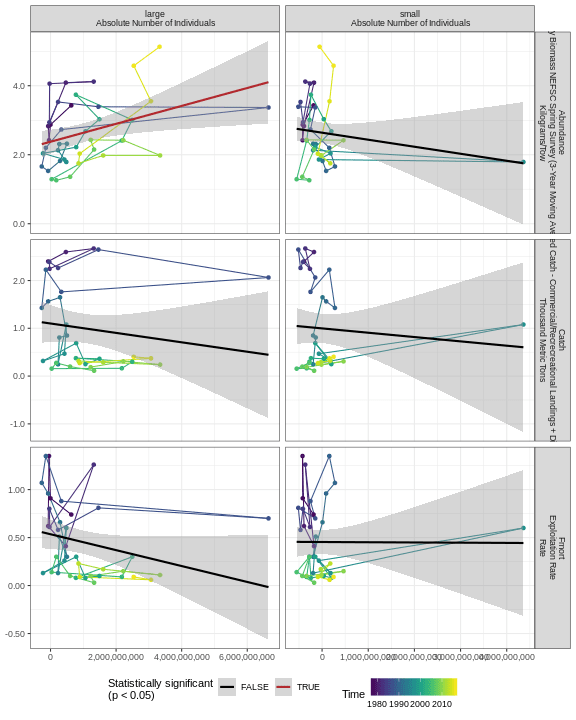 large
Absolute Number of Individuals
small
Absolute Number of Individuals
4.0
2.0
0.0
Abundance
y Biomass NEFSC Spring Survey (3-Year Moving Ave
Kilograms/Tow
2.0
1.0
0.0
-1.0
Catch
ed Catch - Commercial/Recreational Landings + D
Thousand Metric Tons
1.00
0.50
0.00
-0.50
Fmort
Exploitation Rate
Rate
0 2,000,000,000 4,000,000,000 6,000,000,000
0 1,000,000,000 2,000,000,000 3,000,000,000 4,000,000,000
Statistically significant
(p < 0.05)
FALSE TRUE
Time
1980 1990 2000 2010